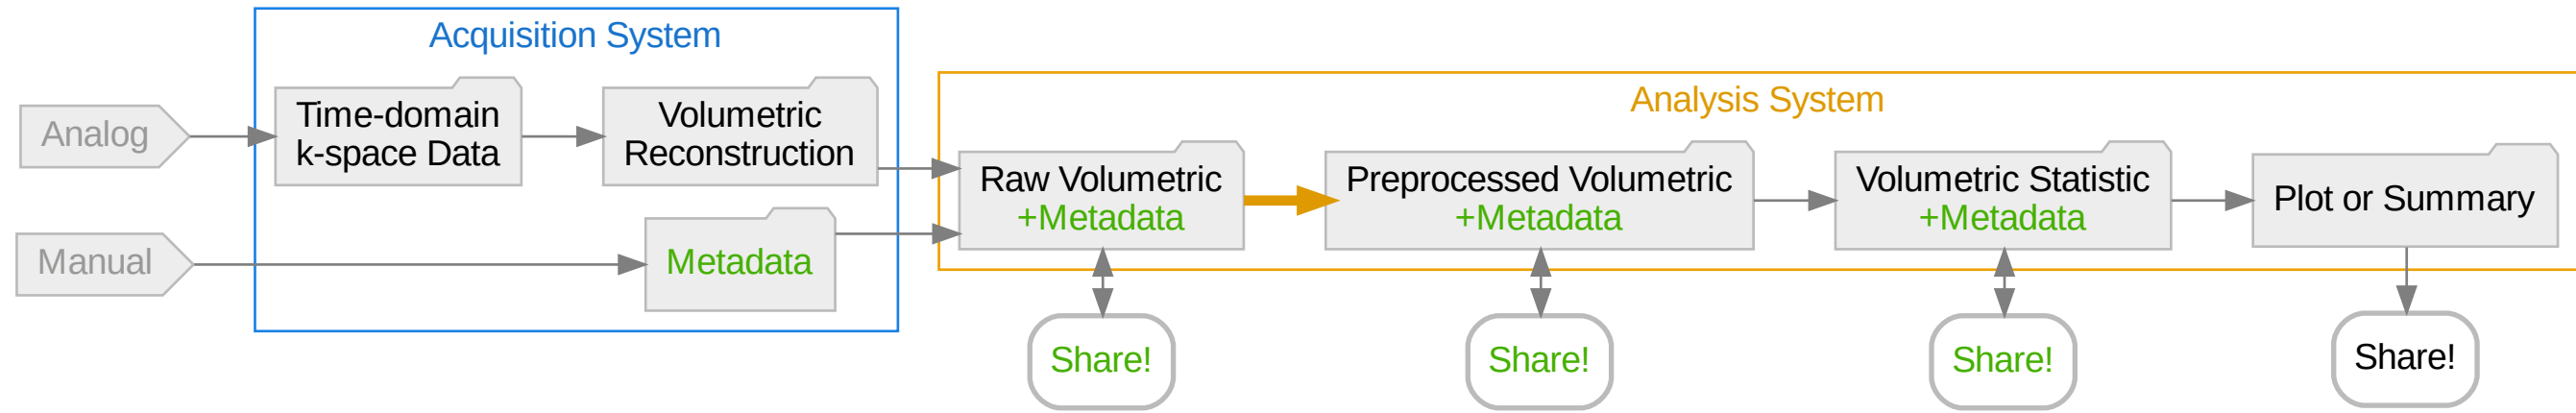 Acquisition System
Analog
Time-domain
k-space Data
Volumetric
Reconstruction
Manual
Metadata
Analysis System
Raw Volumetric
+Metadata
Preprocessed Volumetric
+Metadata
Volumetric Statistic
+Metadata
Plot or Summary
Share!
Share!
Share!
Share!